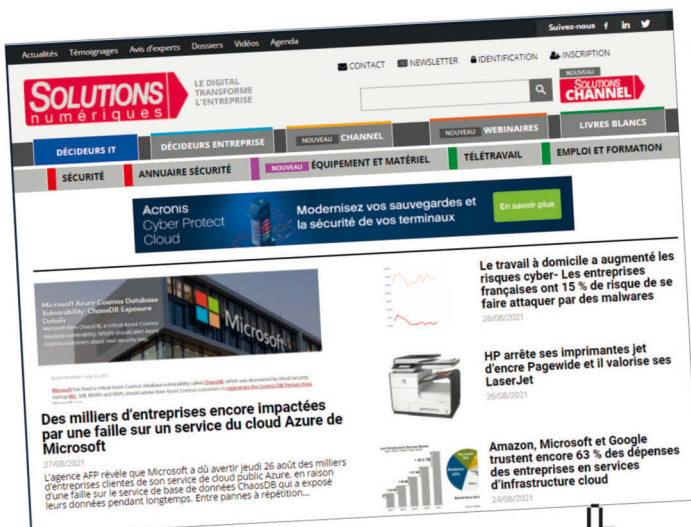 Actualités Témoignages Avis d'experts Dossiers Vidéos Agenda
Suivez-nous f in
CONTACT NEWSLETTER IDENTIFICATION INSCRIPTION
SOLUTIONS
numériques
LE DIGITAL
TRANSFORME
L'ENTREPRISE
NOUVEAU
SOLUTIONS
CHANNEL
DÉCIDEURS IT DÉCIDEURS ENTREPRISE NOUVEAU CHANNEL NOUVEAU WEBINAIRES LIVRES BLANCS
SÉCURITÉ ANNUAIRE SÉCURITÉ NOUVEAU ÉQUIPEMENT ET MATÉRIEL TÉLÉTRAVAIL EMPLOI ET FORMATION
Acronis
Cyber Protect
Cloud
Modernisez vos sauvegardes et
la sécurité de vos terminaux
En savoir plus
Microsoft Azure Cosmos Database
Vulnerability: ChaosDB Exposure
Details
Microsoft
Des milliers d'entreprises encore impactées
par une faille sur un service du cloud Azure de
Microsoft
27/08/2021
L'agence AFP révèle que Microsoft a dû avertir jeudi 26 août des milliers
d'entreprises clientes de son service de cloud public Azure, en raison
d'une faille sur le service de base de données ChaosDB qui a exposé
leurs données pendant longtemps. Entre pannes à répétition...
Le travail à domicile a augmenté les
risques cyber- Les entreprises
françaises ont 15 % de risque de se
faire attaquer par des malwares
26/08/2021
HP arrête ses imprimantes jet
d'encre Pagewide et il valorise ses
LaserJet
26/08/2021
Amazon, Microsoft et Google
trustent encore 63 % des dépenses
des entreprises en services
d'infrastructure cloud
24/08/2021